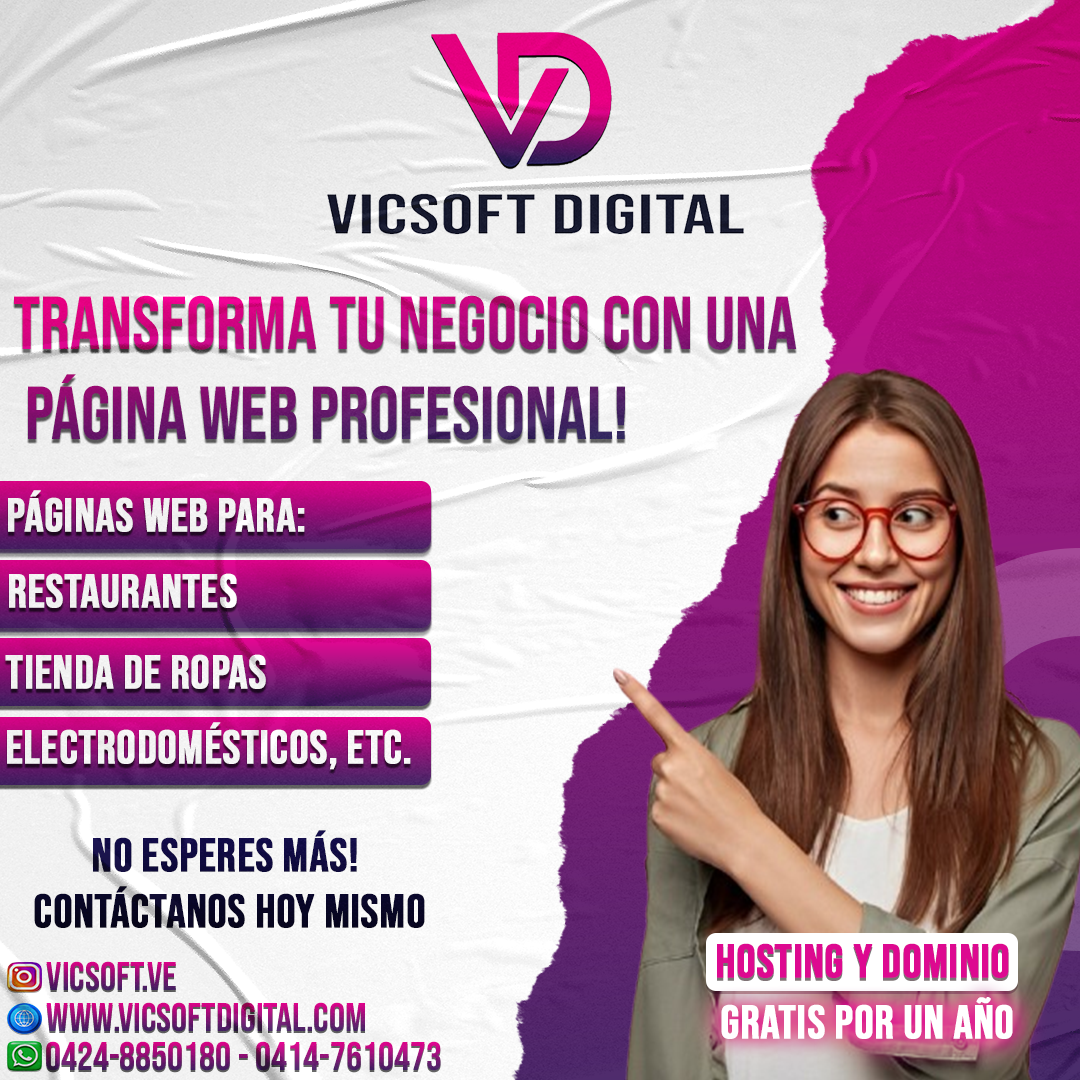 VD
VICSOFT DIGITAL
TRANSFORMA TU NEGOCIO CON UNA
PÁGINA WEB PROFESIONAL!
PÁGINAS WEB PARA:
RESTAURANTES
TIENDA DE ROPAS
ELECTRODOMÉSTICOS, ETC.
NO ESPERES MÁS!
CONTÁCTANOS HOY MISMO
VICSOFT.VE
WWW.VICSOFTDIGITAL.COM
0424-8850180 - 0414-7610473
HOSTING Y DOMINIO
GRATIS POR UN AÑO